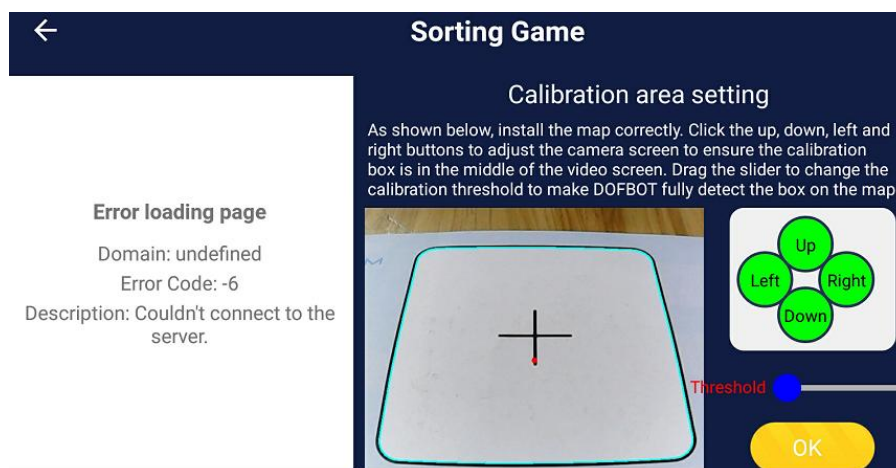 Sorting Game
Error loading page
Domain: undefined
Error Code: -6
Description: Couldn't connect to the
server.
Calibration area setting
As shown below, install the map correctly. Click the up, down, left and
right buttons to adjust the camera screen to ensure the calibration
box is in the middle of the video screen. Drag the slider to change the
calibration threshold to make DOFBOT fully detect the box on the map
Up
Left
Right
Down
Threshold
OK